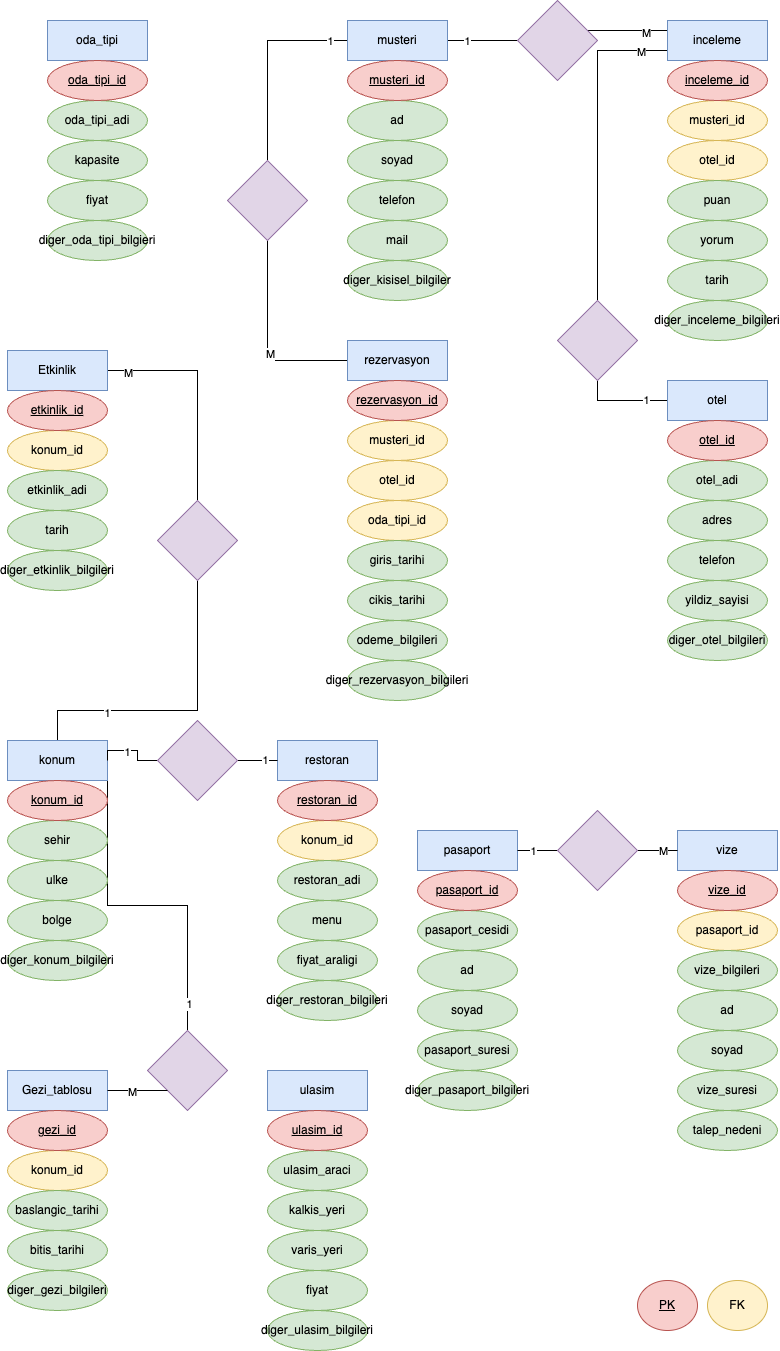 oda_tipi
oda_tipi_id
oda_tipi_adi
kapasite
fiyat
diger_oda_tipi_bilgieri
1
musteri
1
musteri_id
ad
soyad
telefon
mail
diger_kisisel_bilgiler
M
M
inceleme
inceleme_id
musteri_id
otel_id
puan
yorum
tarih
diger_inceleme_bilgileri
M
rezervasyon
rezervasyon_id
musteri_id
otel_id
oda_tipi_id
giris_tarihi
cikis_tarihi
odeme_bilgileri
diger_rezervasyon_bilgileri
Etkinlik
M
etkinlik_id
konum_id
etkinlik_adi
tarih
diger_etkinlik_bilgileri
1
otel
otel_id
otel_adi
adres
telefon
yildiz_sayisi
diger_otel_bilgileri
1
konum
1
konum_id
sehir
ulke
bolge
diger_konum_bilgileri
1
restoran
restoran_id
konum_id
restoran_adi
menu
fiyat_araligi
diger_restoran_bilgileri
pasaport
1
pasaport_id
pasaport_cesidi
ad
soyad
pasaport_suresi
diger_pasaport_bilgileri
M
vize
vize_id
pasaport_id
vize_bilgileri
ad
soyad
vize_suresi
talep_nedeni
1
Gezi_tablosu
M
gezi_id
konum_id
baslangic_tarihi
bitis_tarihi
diger_gezi_bilgileri
ulasim
ulasim_id
ulasim_araci
kalkis_yeri
varis_yeri
fiyat
diger_ulasim_bilgileri
PK
FK